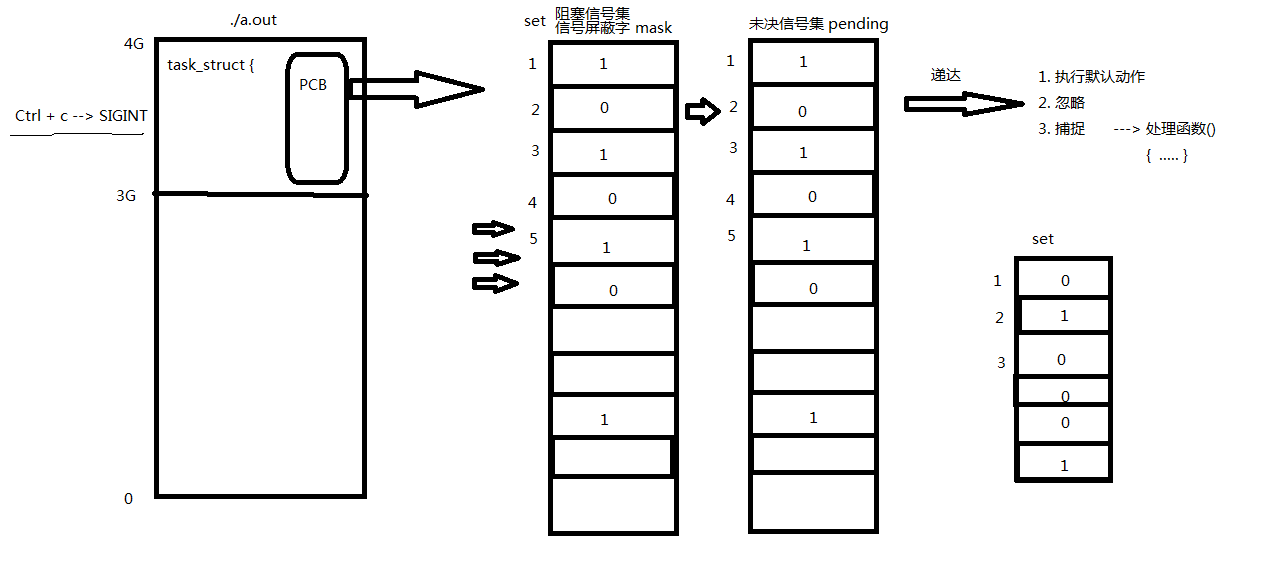 ./a.out
4G
task_struct {
PCB
Ctrl + c --> SIGINT
3G
0
set
阻塞信号集
信号屏蔽字 mask
1 1
2 0
3 1
4 0
5 1
0
1
未决信号集 pending
1 1
2 0
3 1
4 0
5 1
0
1
递达
1. 执行默认动作
2. 忽略
3. 捕捉 ---> 处理函数()
{ ..... }
set
1 0
2 1
3 0
0
0
1